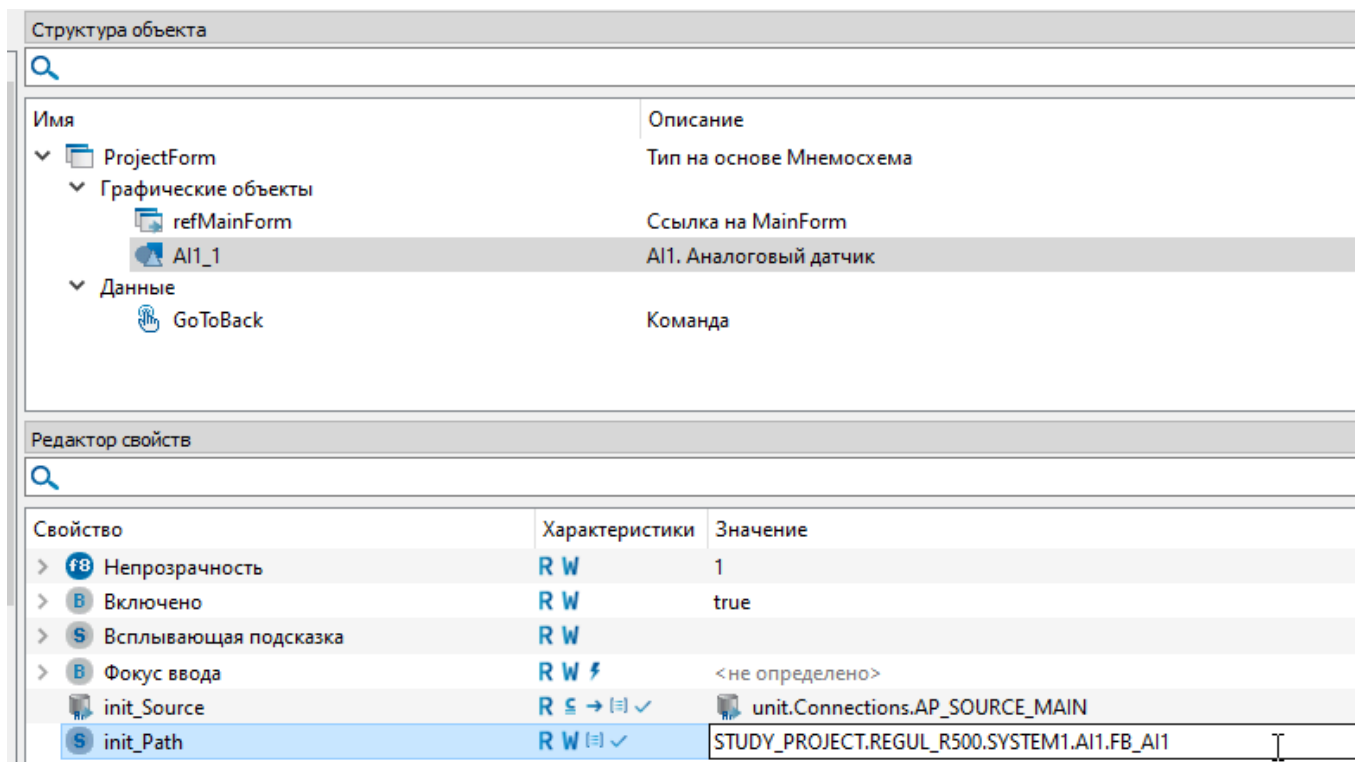 Структура объекта
Имя Описание
ProjectForm Тип на основе Мнемосхема
Графические объекты
refMainForm Ссылка на MainForm
AI1_1 AI1. Аналоговый датчик
Данные
GoToBack Команда
Редактор свойств
Свойство Характеристики Значение
f8 Непрозрачность R W 1
B Включено R W true
S Всплывающая подсказка R W
B Фокус ввода R W <не определено>
init_Source R ⊆ → [≡] ✓ unit.Connections.AP_SOURCE_MAIN
S init_Path R W [≡] ✓ STUDY_PROJECT.REGUL_R500.SYSTEM1.AI1.FB_AI1